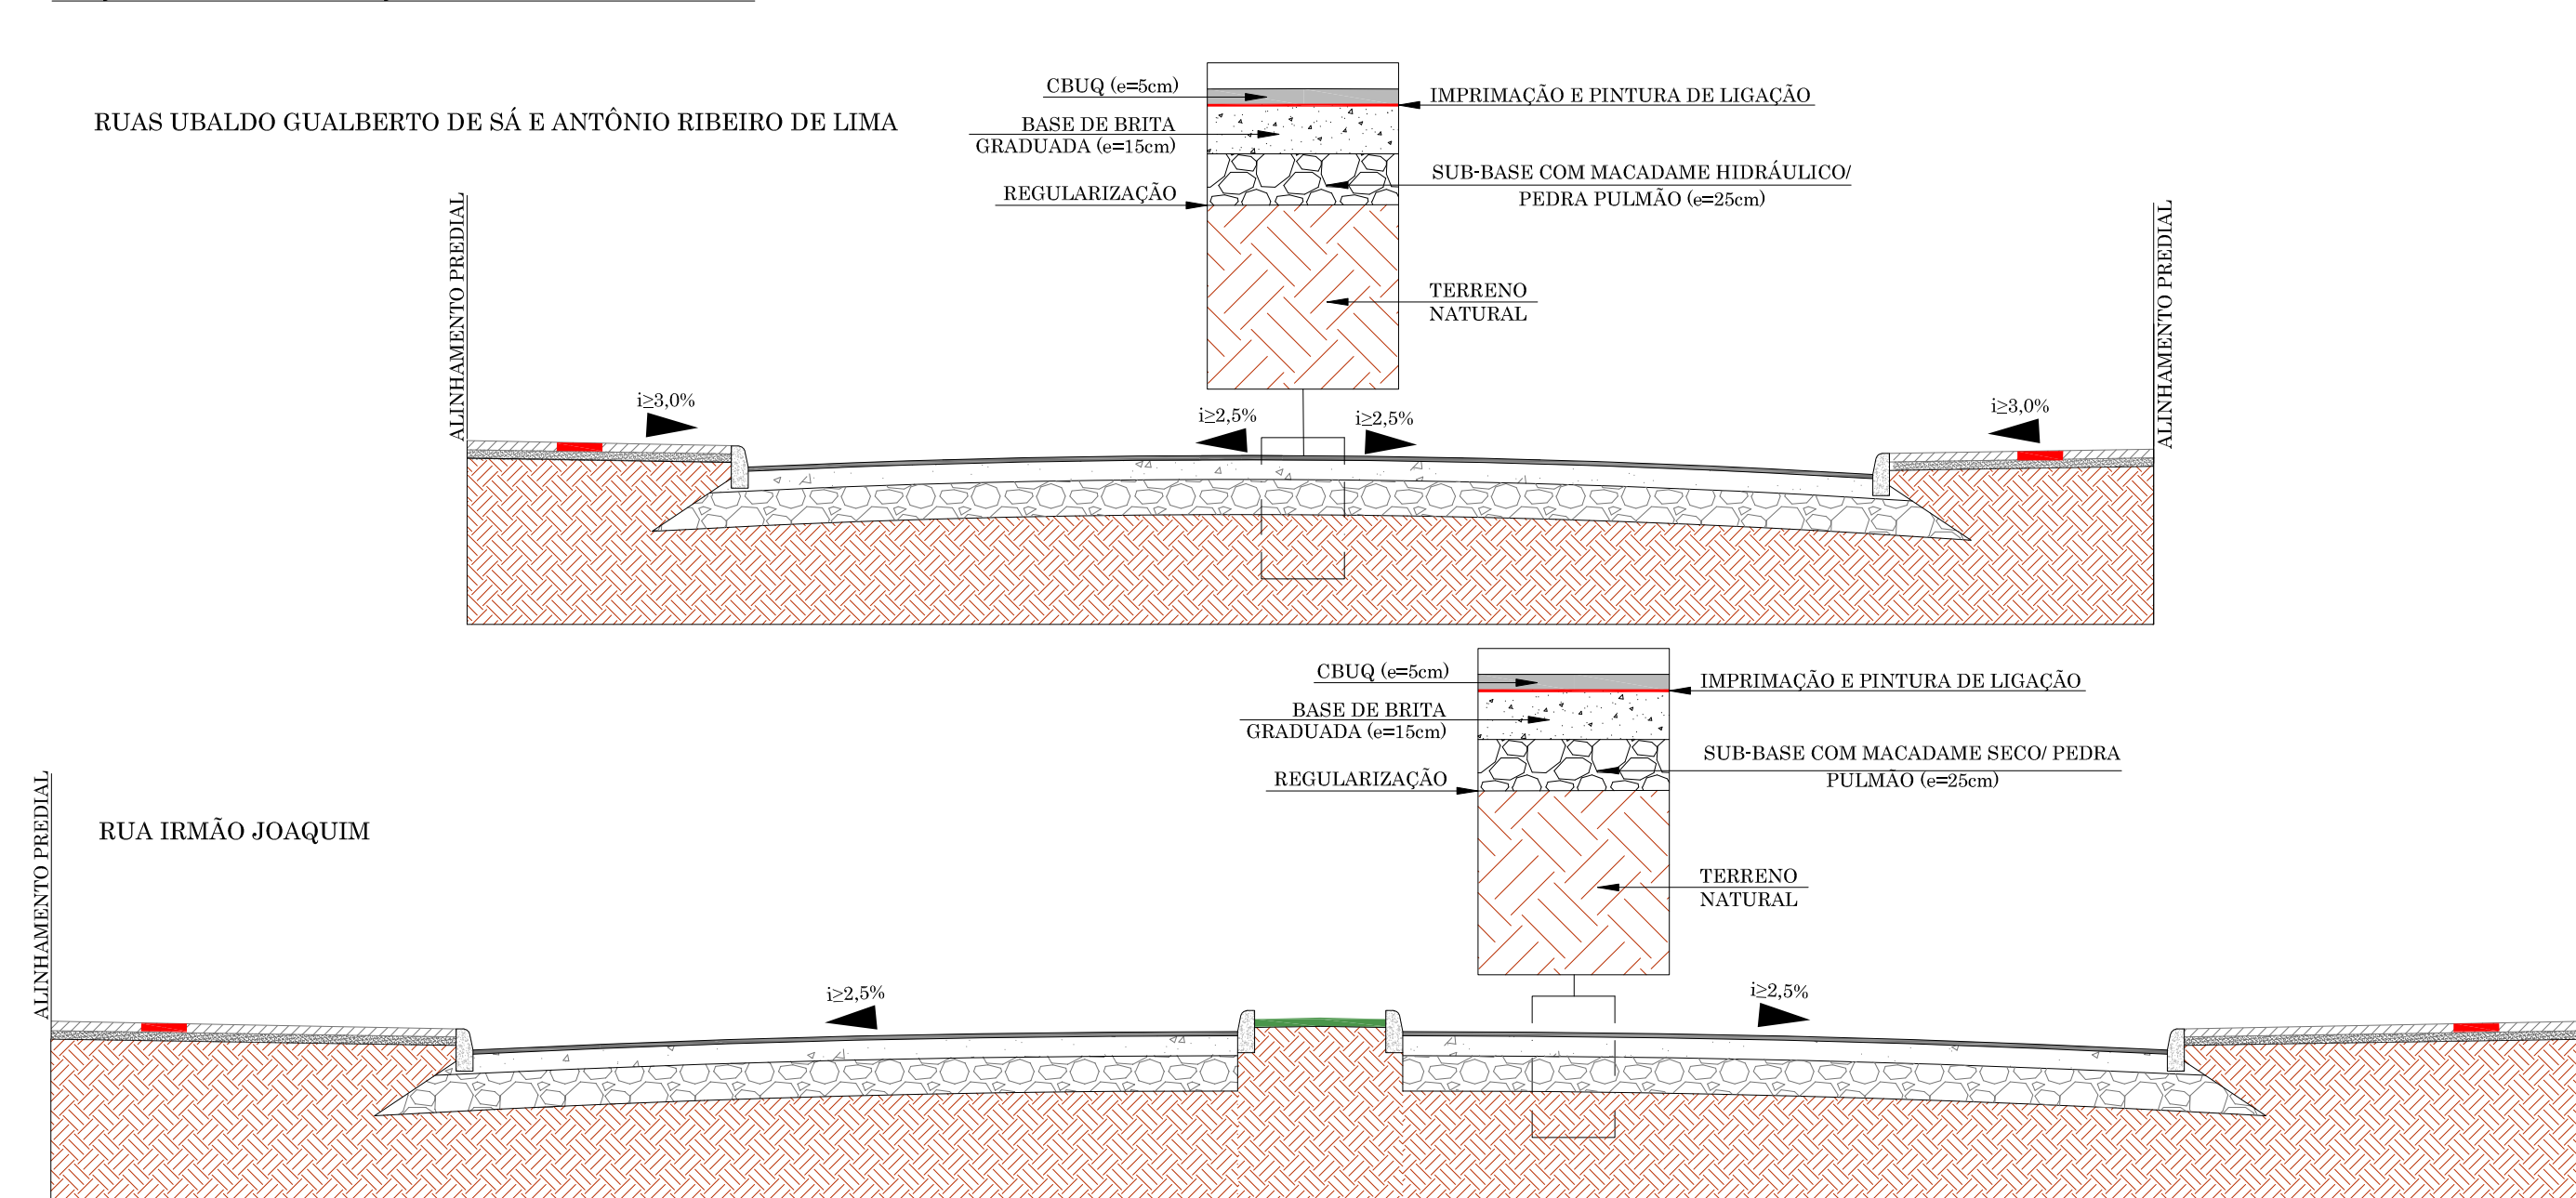 CBUQ (e=5cm)
IMPRIMAÇÃO E PINTURA DE LIGAÇÃO
RUAS UBALDO GUALBERTO DE SÁ E ANTÔNIO RIBEIRO DE LIMA
BASE DE BRITA
GRADUADA (e=15cm)
SUB-BASE COM MACADAME HIDRÁULICO/
PEDRA PULMÃO (e=25cm)
REGULARIZAÇÃO
ALINHAMENTO PREDIAL
ALINHAMENTO PREDIAL
TERRENO
NATURAL
i≥3,0%
i≥2,5%
i≥2,5%
i≥3,0%
CBUQ (e=5cm)
IMPRIMAÇÃO E PINTURA DE LIGAÇÃO
BASE DE BRITA
GRADUADA (e=15cm)
SUB-BASE COM MACADAME SECO/ PEDRA
PULMÃO (e=25cm)
REGULARIZAÇÃO
ALINHAMENTO PREDIAL
RUA IRMÃO JOAQUIM
TERRENO
NATURAL
i≥2,5%
i≥2,5%